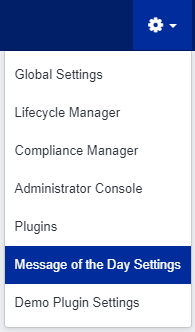 Global Settings
Lifecycle Manager
Compliance Manager
Administrator Console
Plugins
Message of the Day Settings
Demo Plugin Settings